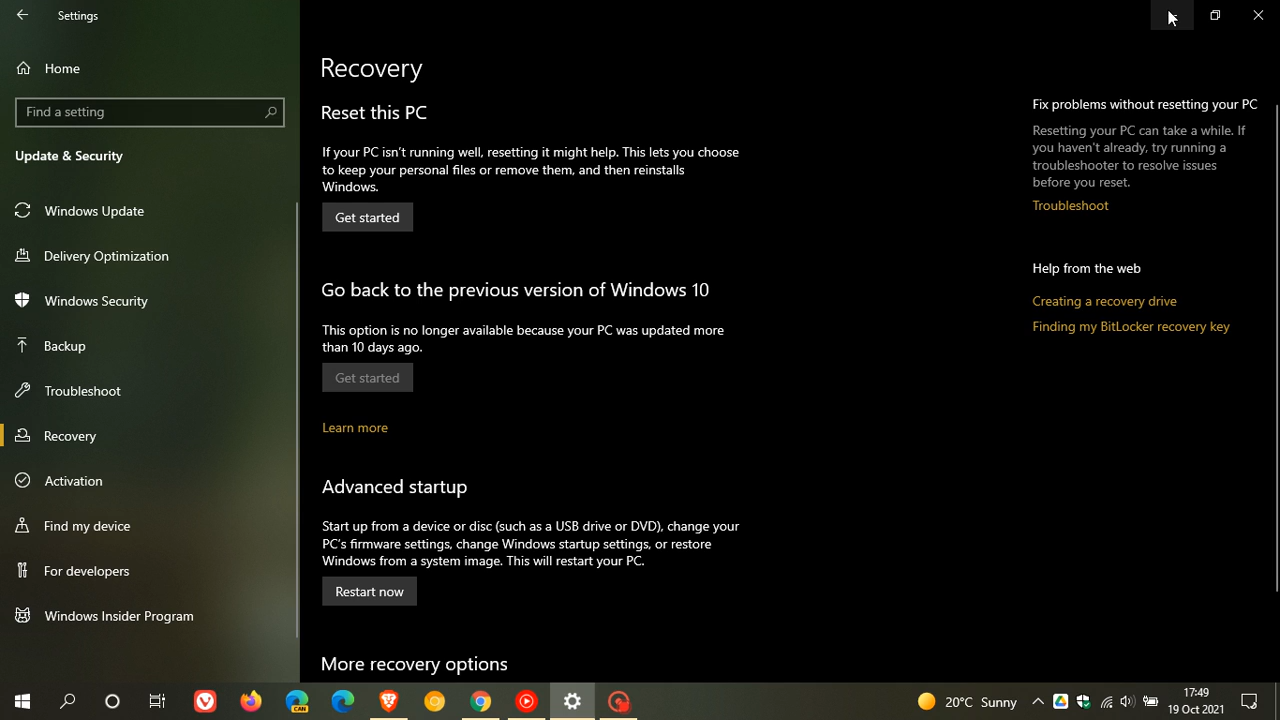 Settings
Home
Find a setting
Update & Security
Windows Update
Delivery Optimization
Windows Security
Backup
Troubleshoot
Recovery
Activation
Find my device
For developers
Windows Insider Program
Recovery
Reset this PC
If your PC isn't running well, resetting it might help. This lets you choose
to keep your personal files or remove them, and then reinstalls
Windows.
Get started
Go back to the previous version of Windows 10
This option is no longer available because your PC was updated more
than 10 days ago.
Get started
Learn more
Advanced startup
Start up from a device or disc (such as a USB drive or DVD), change your
PC's firmware settings, change Windows startup settings, or restore
Windows from a system image. This will restart your PC.
Restart now
More recovery options
Fix problems without resetting your PC
Resetting your PC can take a while. If
you haven't already, try running a
troubleshooter to resolve issues
before you reset.
Troubleshoot
Help from the web
Creating a recovery drive
Finding my BitLocker recovery key
CAN
20°C Sunny
17:49
19 Oct 2021